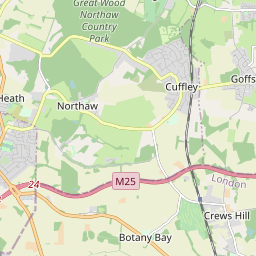 Great Wood
Northaw
Country
Park
Cuffley
Goffs
Heath
Northaw
24
M25
London
Crews Hill
Botany Bay